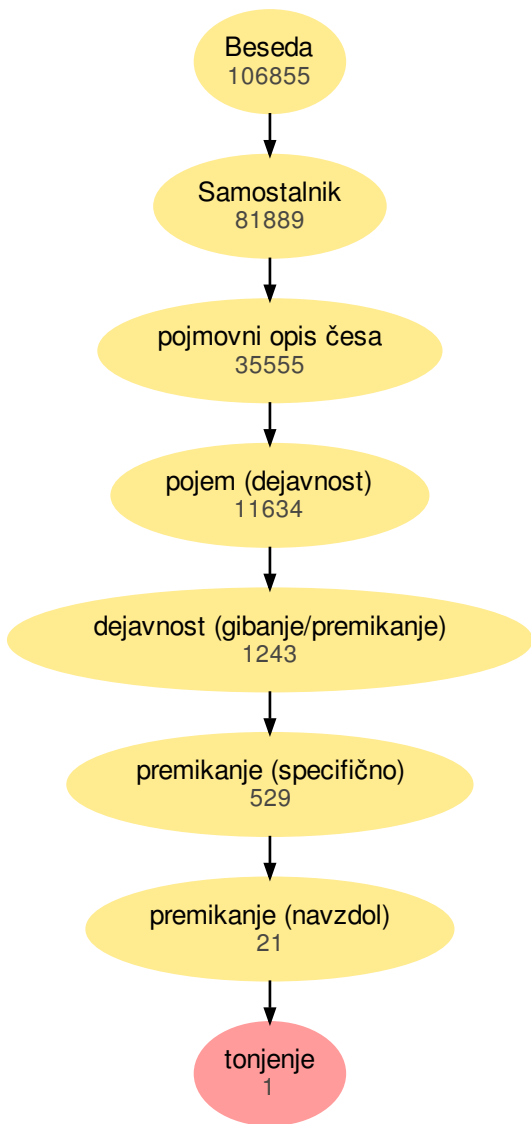 Beseda
106855
Samostalnik
81889
pojmovni opis česa
35555
pojem (dejavnost)
11634
dejavnost (gibanje/premikanje)
1243
premikanje (specifično)
529
premikanje (navzdol)
21
tonjenje
1